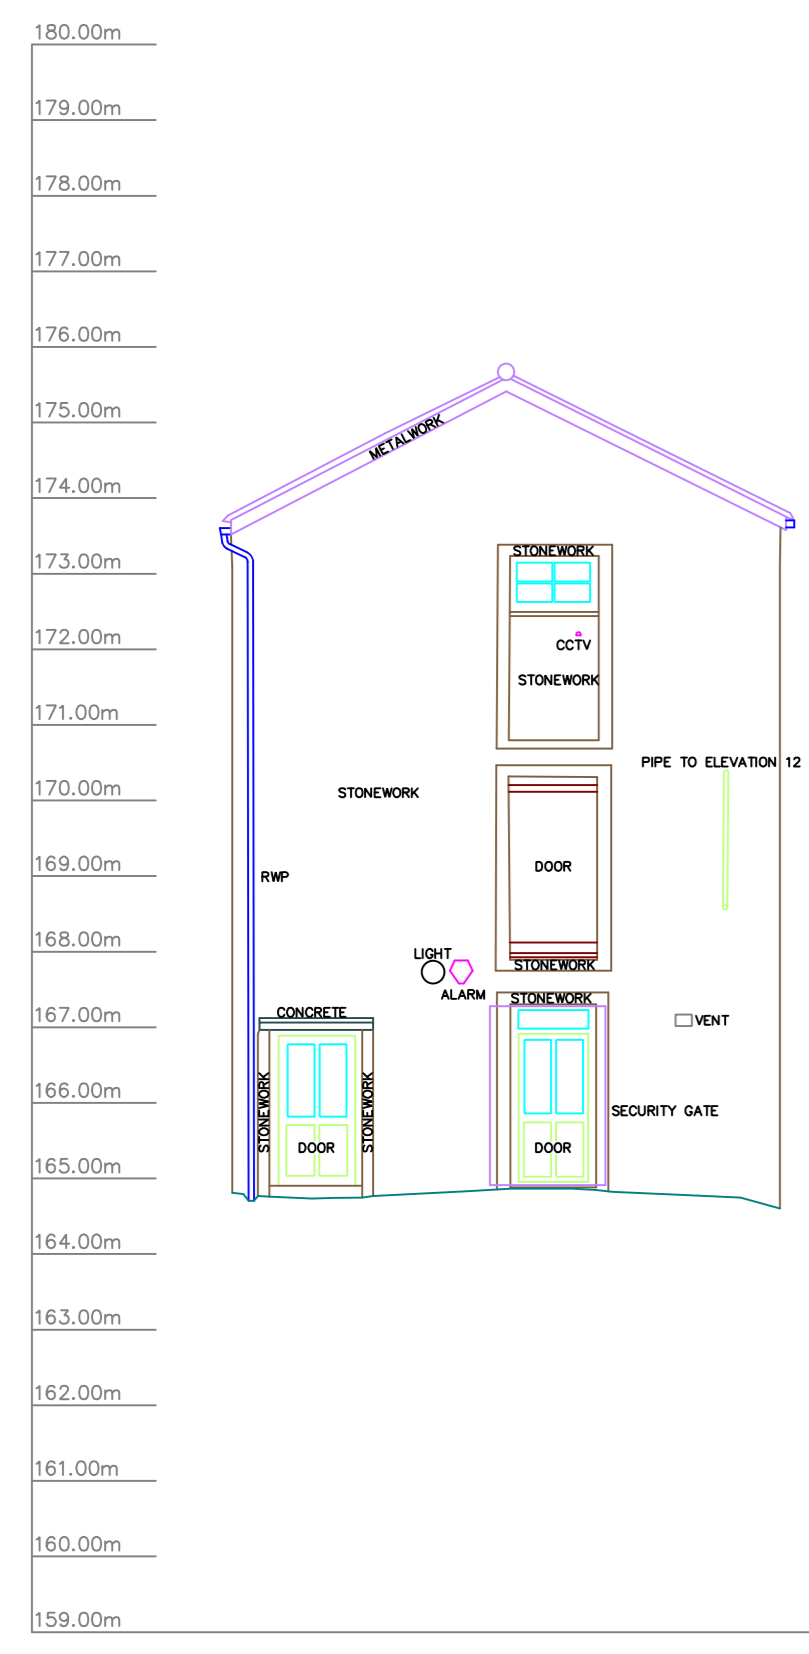 180.00m
179.00m
178.00m
177.00m
176.00m
175.00m
METALWORK
174.00m
173.00m
STONEWORK
172.00m
CCTV
STONEWORK
171.00m
PIPE TO ELEVATION 12
170.00m
STONEWORK
169.00m
DOOR
RWP
168.00m
LIGHT
STONEWORK
ALARM
STONEWORK
167.00m
CONCRETE
VENT
166.00m
STONEWORK
STONEWORK
SECURITY GATE
DOOR
DOOR
165.00m
164.00m
163.00m
162.00m
161.00m
160.00m
159.00m